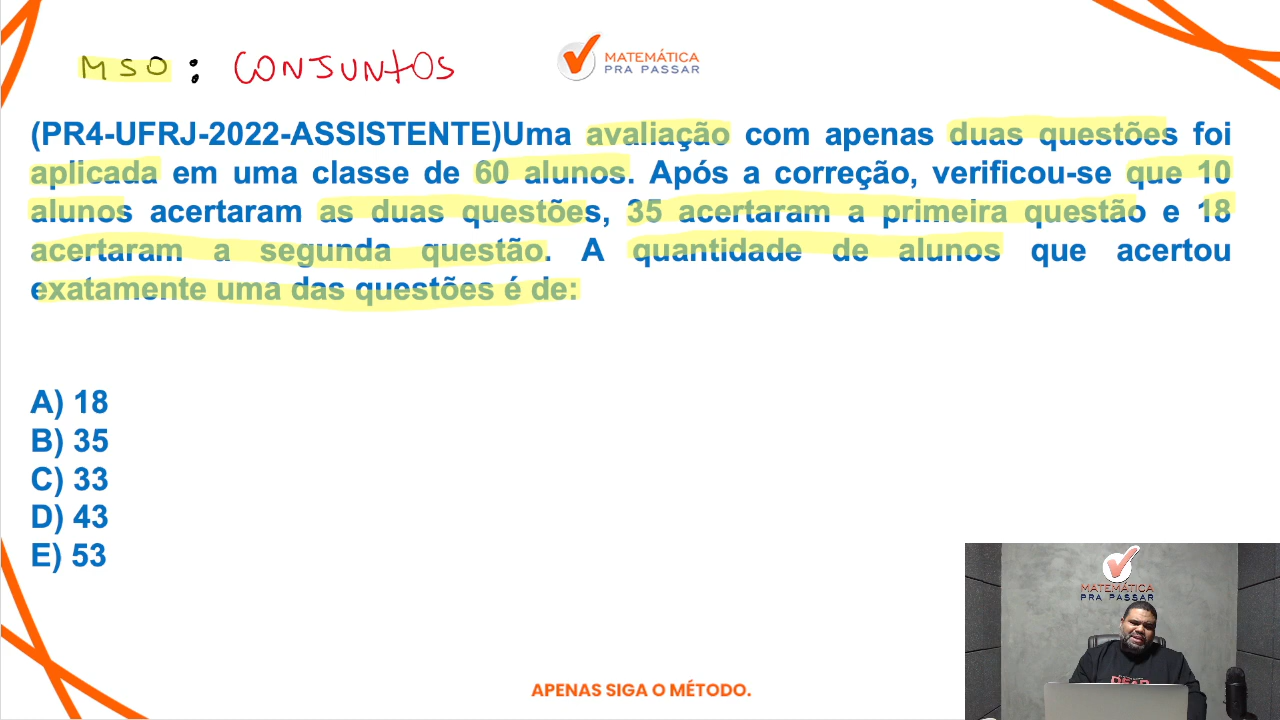 MSO: CONJUNTOS
MATEMÁTICA
PRA PASSAR
(PR4-UFRJ-2022-ASSISTENTE)Uma avaliação com apenas duas questões foi
aplicada em uma classe de 60 alunos. Após a correção, verificou-se que 10
alunos acertaram as duas questões, 35 acertaram a primeira questão e 18
acertaram a segunda questão. A quantidade de alunos que acertou
exatamente uma das questões é de:
A) 18
B) 35
C) 33
D) 43
E) 53
MATEMÁTICA
PRA PASSAR
APENAS SIGA O MÉTODO.